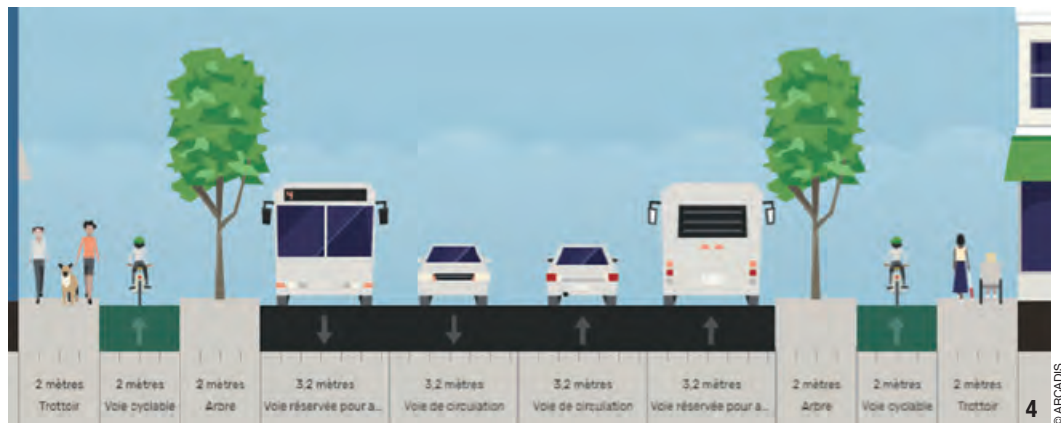 2 mètres
Trottoir
2 mètres
Voie cyclable
2 mètres
Arbre
3,2 mètres
Voie réservée pour a...
3,2 mètres
Voie de circulation
3,2 mètres
Voie de circulation
3,2 mètres
Voie réservée pour a...
2 mètres
Arbre
2 mètres
Voie cyclable
2 mètres
Trottoir
4
© ARCADIS